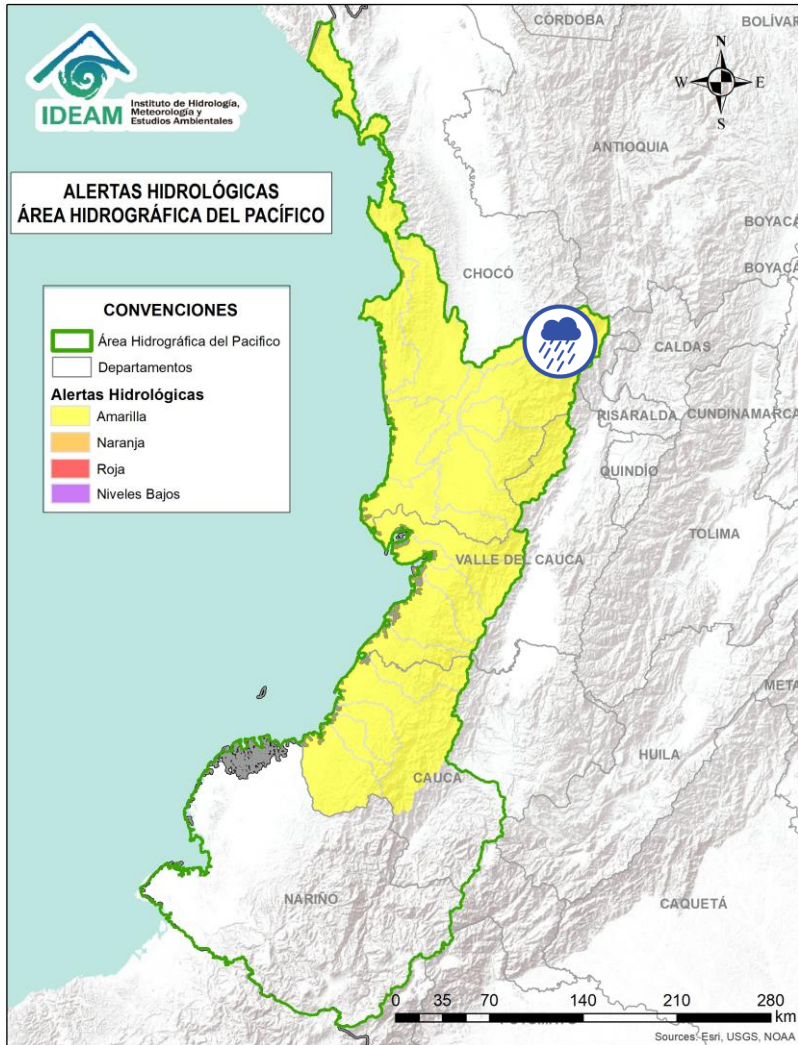 CÓRDOBA
BOLÍVAR
N
W
E
S
IDEAM
Instituto de Hidrología,
Meteorología y
Estudios Ambientales
ANTIOQUIA
ALERTAS HIDROLÓGICAS
ÁREA HIDROGRÁFICA DEL PACÍFICO
BOYACÁ
BOYACÁ
CHOCÓ
CONVENCIONES
Área Hidrográfica del Pacifico
Departamentos
Alertas Hidrológicas
Amarilla
Naranja
Roja
Niveles Bajos
CALDAS
RISARALDA
CUNDINAMARCA
QUINDÍO
TOLIMA
VALLE DEL CAUCA
META
HUILA
CAUCA
NARIÑO
CAQUETÁ
0 35 70 140 210 280
km
Sources: Esri, USGS, NOAA